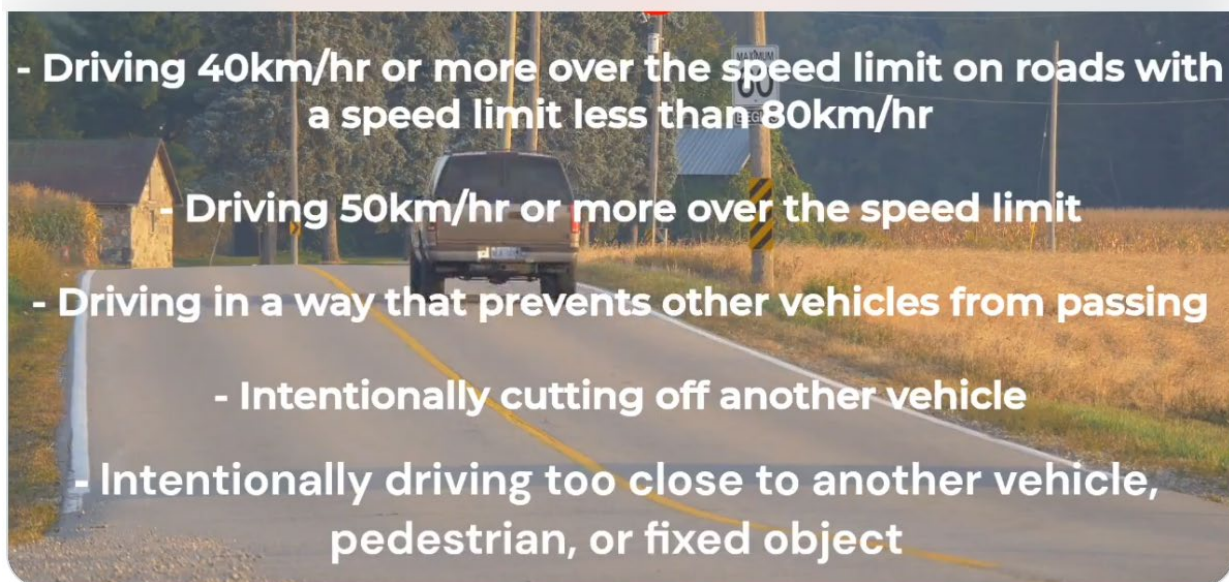 - Driving 40km/hr or more over the speed limit on roads with
a speed limit less than 80km/hr
- Driving 50km/hr or more over the speed limit
- Driving in a way that prevents other vehicles from passing
- Intentionally cutting off another vehicle
- Intentionally driving too close to another vehicle,
pedestrian, or fixed object
MAXIMUM